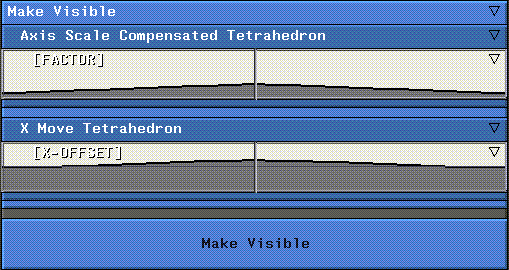 Make Visible
Axis Scale Compensated Tetrahedron
[FACTOR]
X Move Tetrahedron
[X-OFFSET]
Make Visible